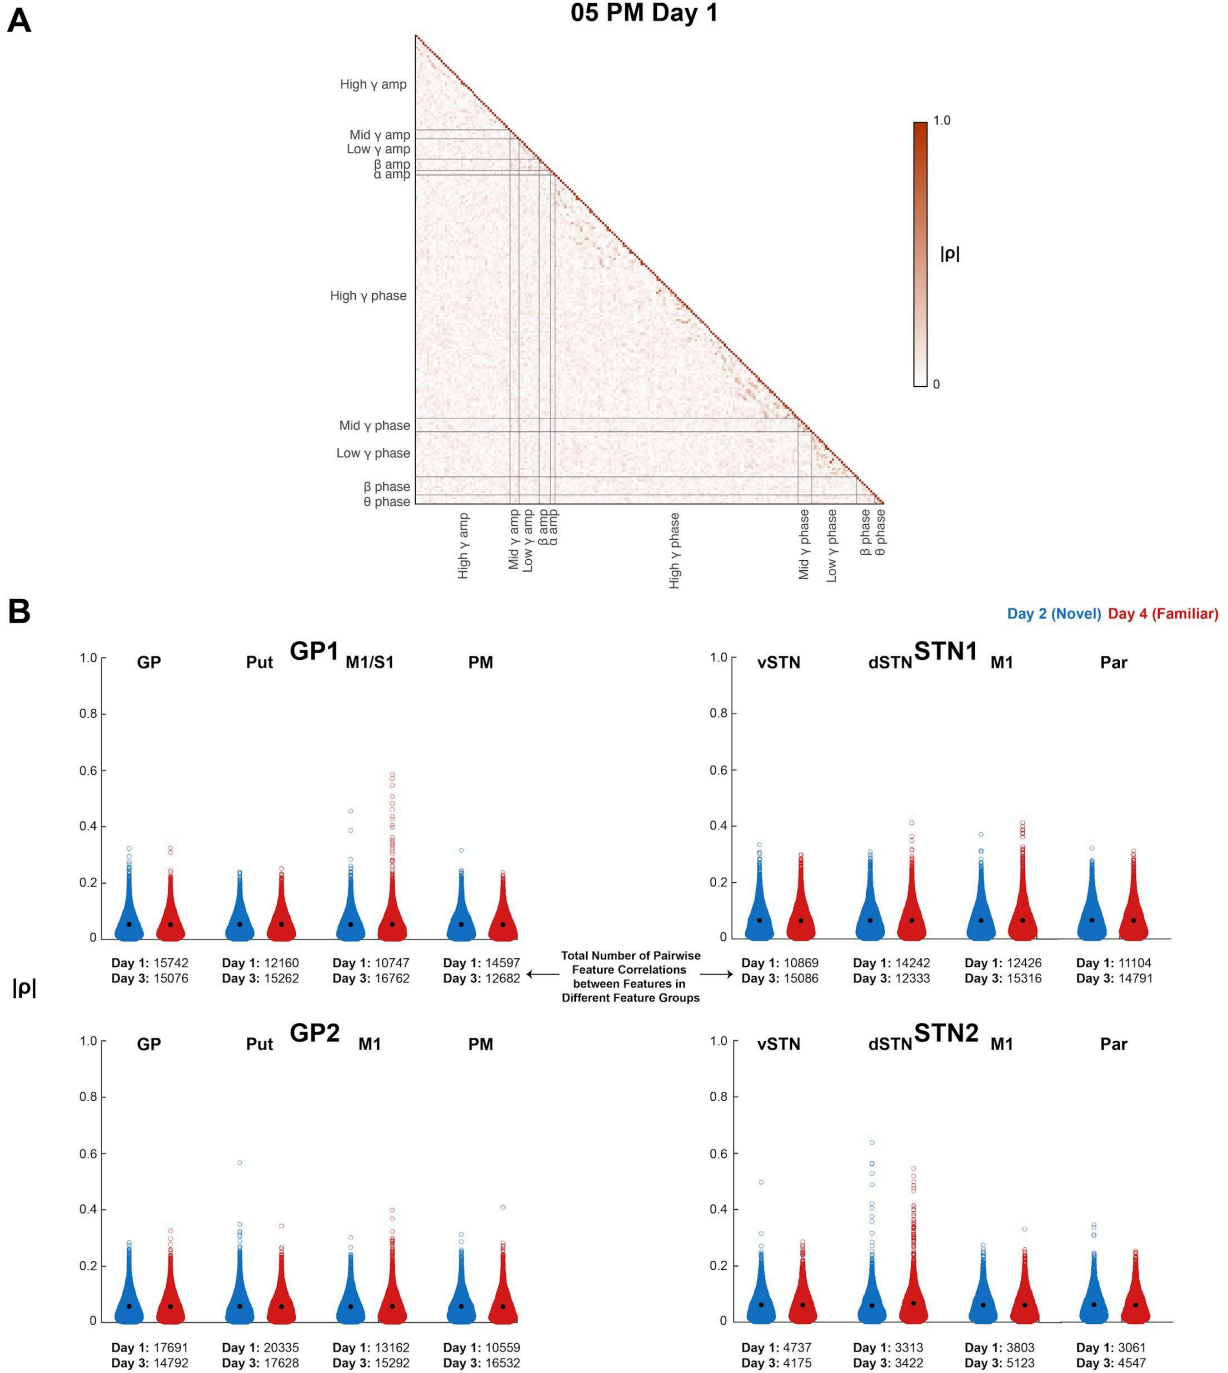 A
05 PM Day 1
High γ amp
Mid γ amp
Low γ amp
β amp
α amp
High γ phase
Mid γ phase
Low γ phase
β phase
θ phase
High γ amp
Mid γ amp
Low γ amp
β amp
α amp
High γ phase
Mid γ phase
Low γ phase
β phase
θ phase
1.0
|ρ|
0
B
Day 2 (Novel) Day 4 (Familiar)
GP1
GP Put M1/S1 PM
1.0
0.8
0.6
0.4
0.2
0
Day 1: 15742 Day 1: 12160 Day 1: 10747 Day 1: 14597
Day 3: 15076 Day 3: 15262 Day 3: 16762 Day 3: 12682
STN1
vSTN dSTN M1 Par
1.0
0.8
0.6
0.4
0.2
0
Day 1: 10869 Day 1: 14242 Day 1: 12426 Day 1: 11104
Day 3: 15086 Day 3: 12333 Day 3: 15316 Day 3: 14791
Total Number of Pairwise
Feature Correlations
between Features in
Different Feature Groups
|ρ|
GP2
GP Put M1 PM
1.0
0.8
0.6
0.4
0.2
0
Day 1: 17691 Day 1: 20335 Day 1: 13162 Day 1: 10559
Day 3: 14792 Day 3: 17628 Day 3: 15292 Day 3: 16532
STN2
vSTN dSTN M1 Par
1.0
0.8
0.6
0.4
0.2
0
Day 1: 4737 Day 1: 3313 Day 1: 3803 Day 1: 3061
Day 3: 4175 Day 3: 3422 Day 3: 5123 Day 3: 4547